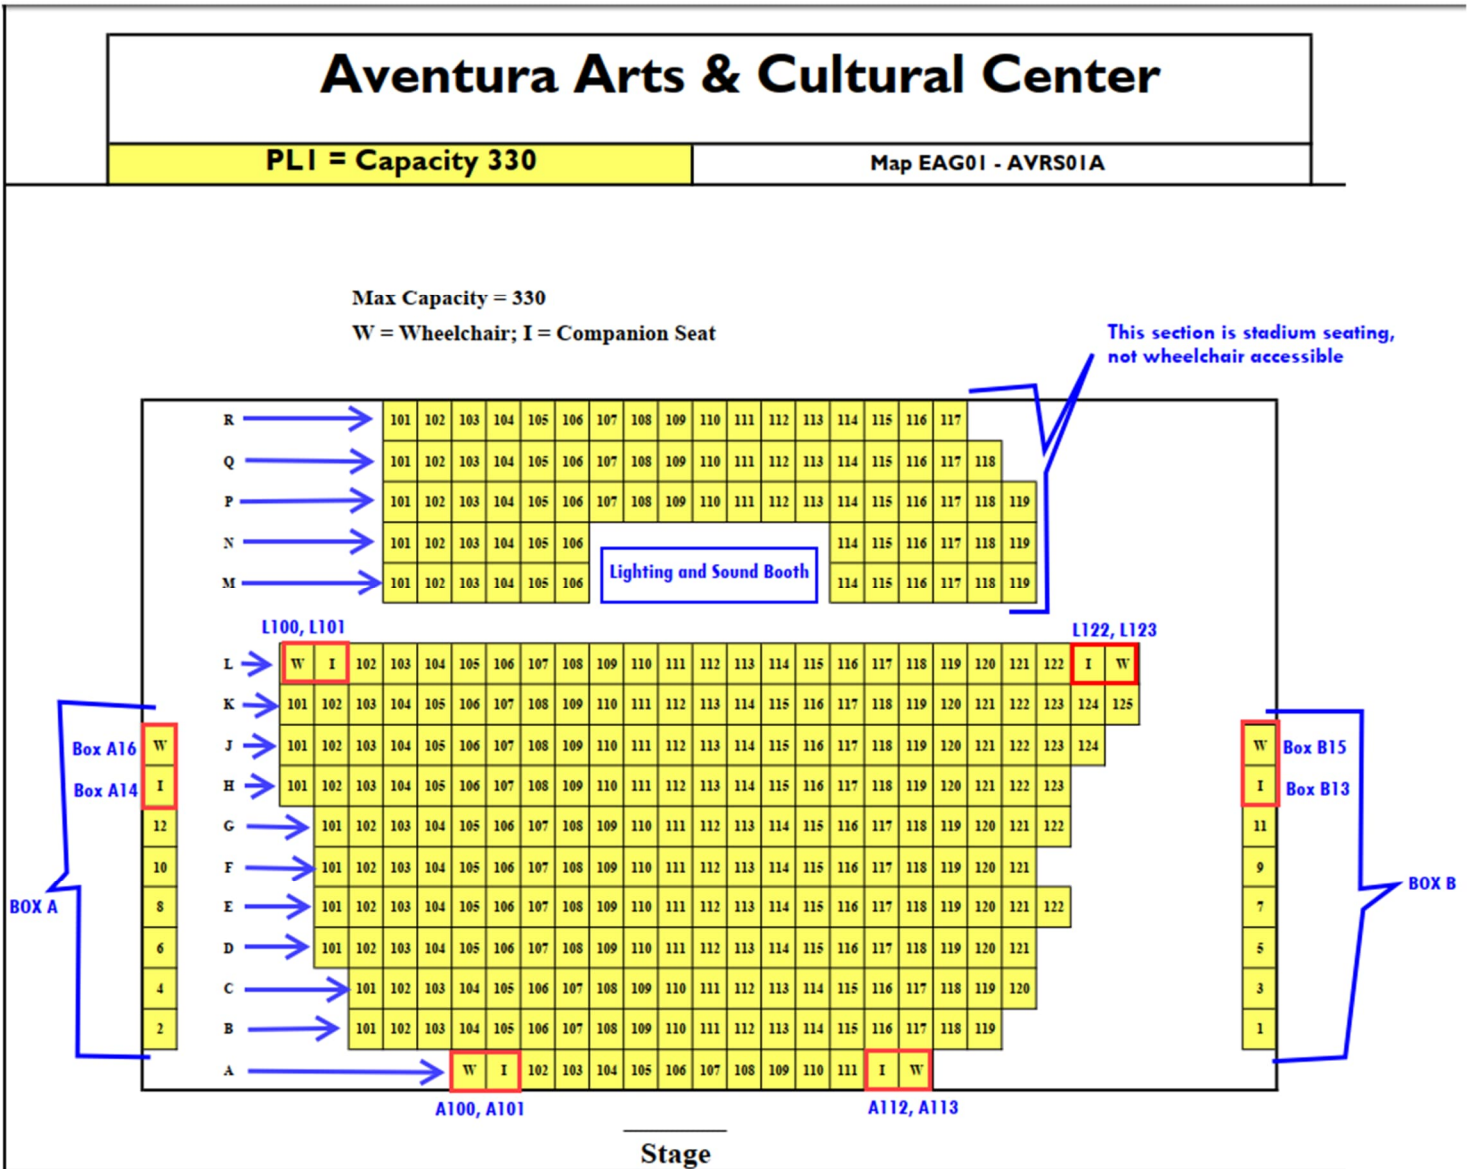 Aventura Arts & Cultural Center
PL1 = Capacity 330
Map EAG01 - AVRS01A
Max Capacity = 330
W = Wheelchair; I = Companion Seat
This section is stadium seating,
not wheelchair accessible
R 101 102 103 104 105 106 107 108 109 110 111 112 113 114 115 116 117
Q 101 102 103 104 105 106 107 108 109 110 111 112 113 114 115 116 117 118
P 101 102 103 104 105 106 107 108 109 110 111 112 113 114 115 116 117 118 119
N 101 102 103 104 105 106 114 115 116 117 118 119
Lighting and Sound Booth
M 101 102 103 104 105 106 114 115 116 117 118 119
L100, L101
L122, L123
L W I 102 103 104 105 106 107 108 109 110 111 112 113 114 115 116 117 118 119 120 121 122 I W
K 101 102 103 104 105 106 107 108 109 110 111 112 113 114 115 116 117 118 119 120 121 122 123 124 125
Box A16 W J 101 102 103 104 105 106 107 108 109 110 111 112 113 114 115 116 117 118 119 120 121 122 123 124 W Box B15
Box A14 I H 101 102 103 104 105 106 107 108 109 110 111 112 113 114 115 116 117 118 119 120 121 122 123 I Box B13
12 G 101 102 103 104 105 106 107 108 109 110 111 112 113 114 115 116 117 118 119 120 121 122 11
10 F 101 102 103 104 105 106 107 108 109 110 111 112 113 114 115 116 117 118 119 120 121 9
BOX B
BOX A
8 E 101 102 103 104 105 106 107 108 109 110 111 112 113 114 115 116 117 118 119 120 121 122 7
6 D 101 102 103 104 105 106 107 108 109 110 111 112 113 114 115 116 117 118 119 120 121 5
4 C 101 102 103 104 105 106 107 108 109 110 111 112 113 114 115 116 117 118 119 120 3
2 B 101 102 103 104 105 106 107 108 109 110 111 112 113 114 115 116 117 118 119 1
A W I 102 103 104 105 106 107 108 109 110 111 I W
A100, A101
A112, A113
Stage